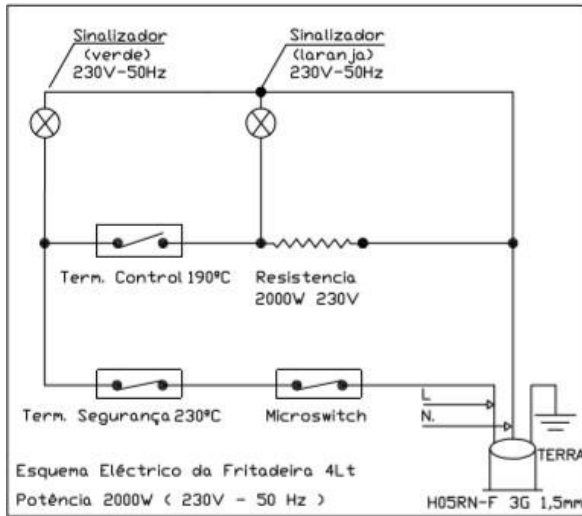 Sinalizador
(verde)
230V-50Hz
Sinalizador
(laranja)
230V-50Hz
Term. Control 190ºC
Resistencia
2000W 230V
L
N.
Term. Segurança 230ºC
Microswitch
TERRA
Esquema Eléctrico da Fritadeira 4Lt
Potência 2000W ( 230V - 50 Hz )
H05RN-F 3G 1,5mm